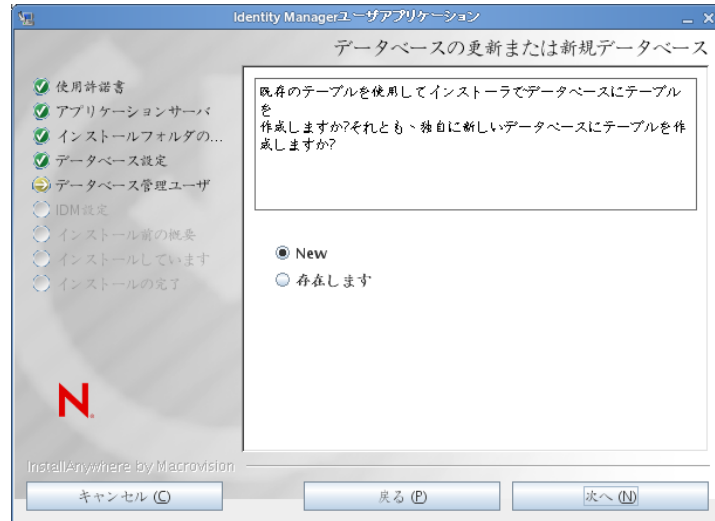 Identity Managerユーザアプリケーション
データベースの更新または新規データベース
使用許諾書
アプリケーションサーバ
インストールフォルダの...
データベース設定
データベース管理ユーザ
IDM設定
インストール前の概要
インストールしています
インストールの完了
既存のテーブルを使用してインストーラでデータベースにテーブル
を
作成しますか?それとも、独自に新しいデータベースにテーブルを作
成しますか?
New
存在します
N.
InstallAnywhere by Macrovision
キャンセル (C)
戻る (P)
次へ (N)